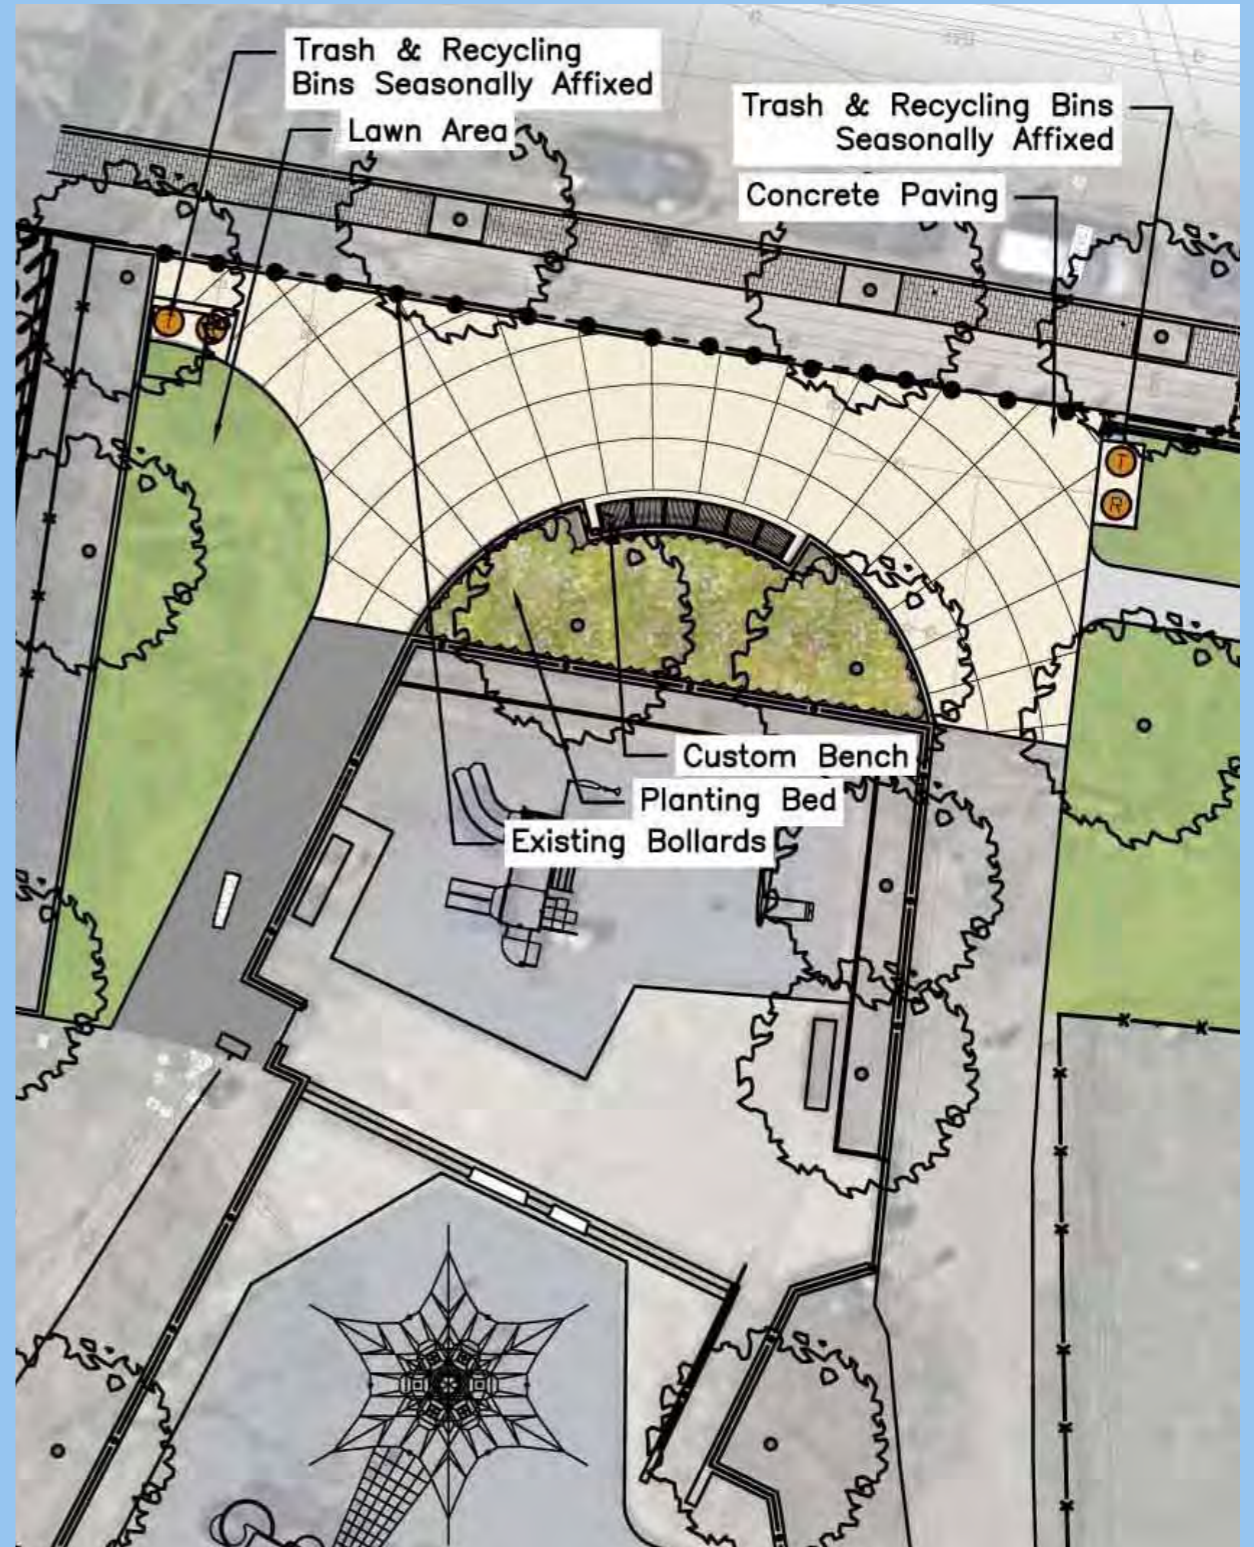 Trash & Recycling
Bins Seasonally Affixed
Lawn Area
Trash & Recycling Bins
Seasonally Affixed
Concrete Paving
T
R
T
R
Custom Bench
Planting Bed
Existing Bollards